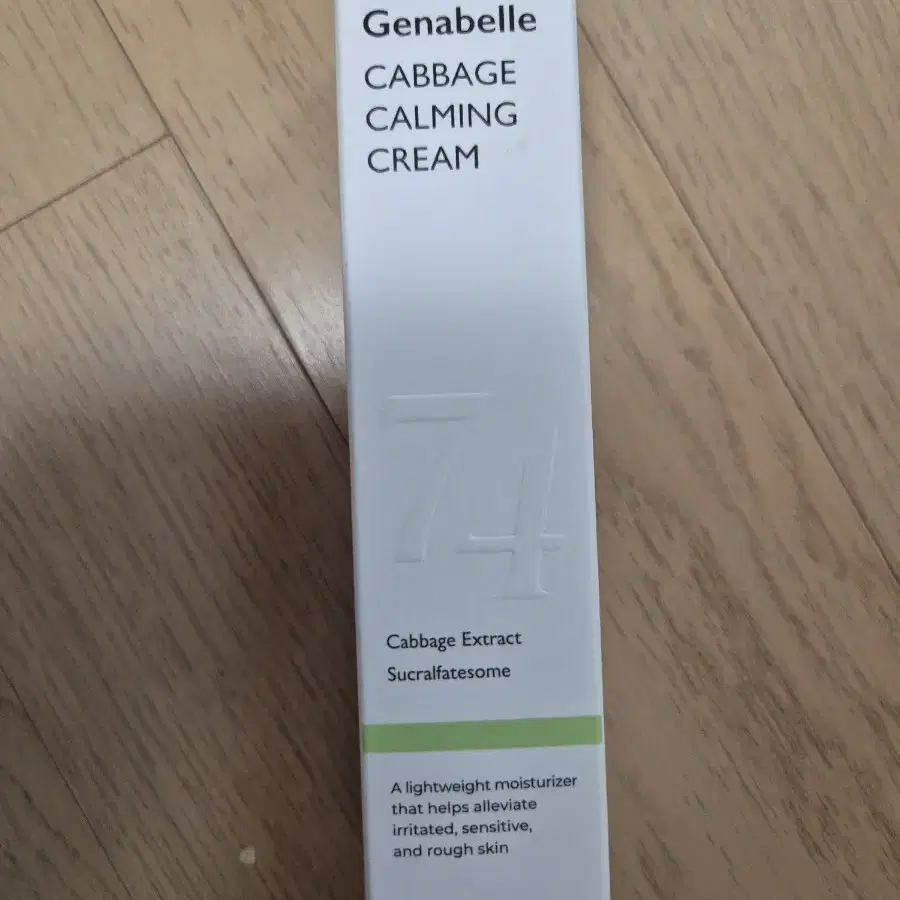 Genabelle
CABBAGE
CALMING
CREAM
74
Cabbage Extract
Sucralfatesome
A lightweight moisturizer
that helps alleviate
irritated, sensitive,
and rough skin